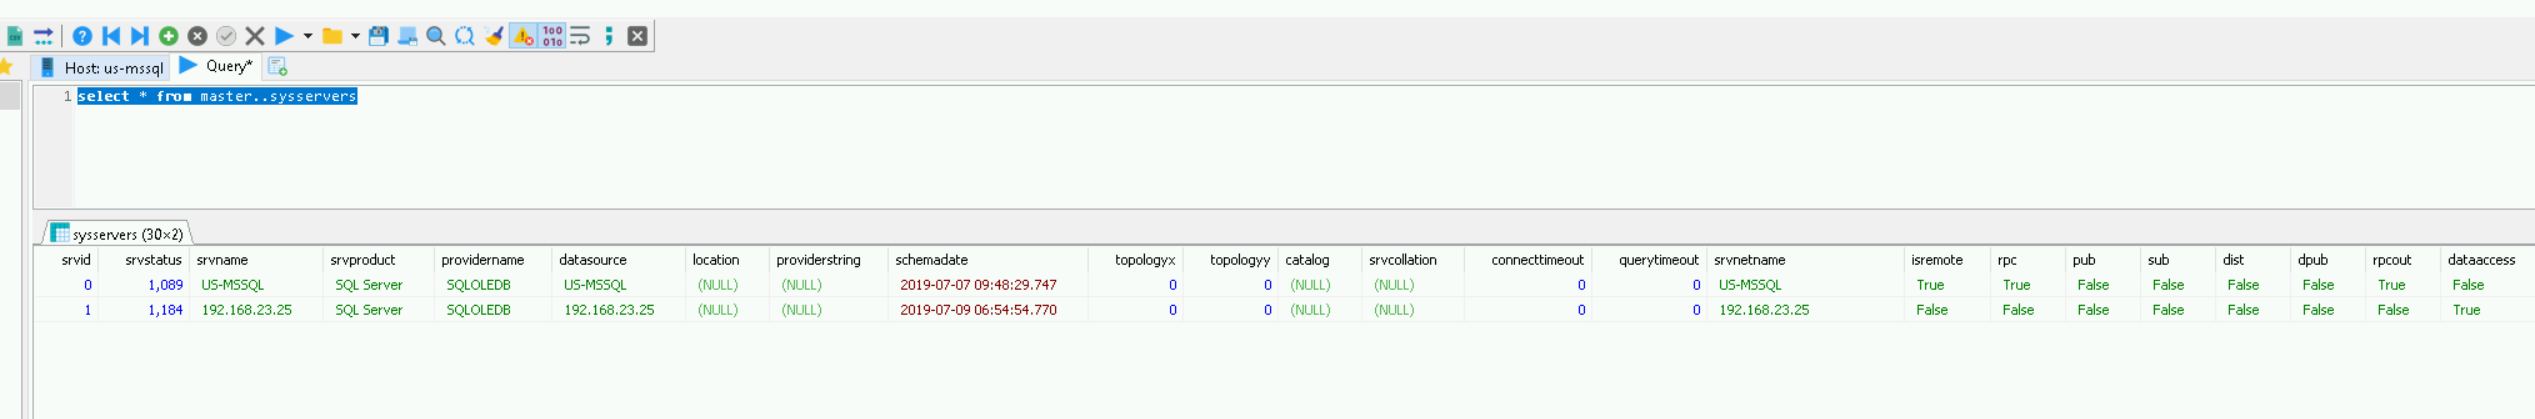 Host: us-mssql Query*
1 select * from master..sysservers
sysservers (30×2)
srvid srvstatus srvname srvproduct providername datasource location providerstring schemadate topologyx topologyy catalog srvcollation connecttimeout querytimeout srvnetname isremote rpc pub sub dist dpub rpcout dataaccess
0 1,089 US-MSSQL SQL Server SQLOLEDB US-MSSQL (NULL) (NULL) 2019-07-07 09:48:29.747 0 0 (NULL) (NULL) 0 0 US-MSSQL True True False False False False True False
1 1,184 192.168.23.25 SQL Server SQLOLEDB 192.168.23.25 (NULL) (NULL) 2019-07-09 06:54:54.770 0 0 (NULL) (NULL) 0 0 192.168.23.25 False False False False False False False True